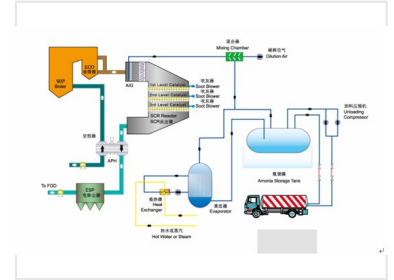 混合器
Mixing Chamber
稀释空气
Dilution Air
ECO
省煤器
锅炉
Boiler
AIG
吹灰器
Soot Blower
1st Level Catalyst
吹灰器
Soot Blower
2nd Level Catalyst
吹灰器
Soot Blower
3rd Level Catalyst
SCR Reactor
SCR反应器
卸料压缩机
Unloading
Compressor
空预器
APH
氨储罐
Amonia Storage Tank
To FGD
ESP
电除尘器
换热器
Heat
Exchanger
蒸发器
Evaporator
热水或蒸汽
Hot Water or Steam